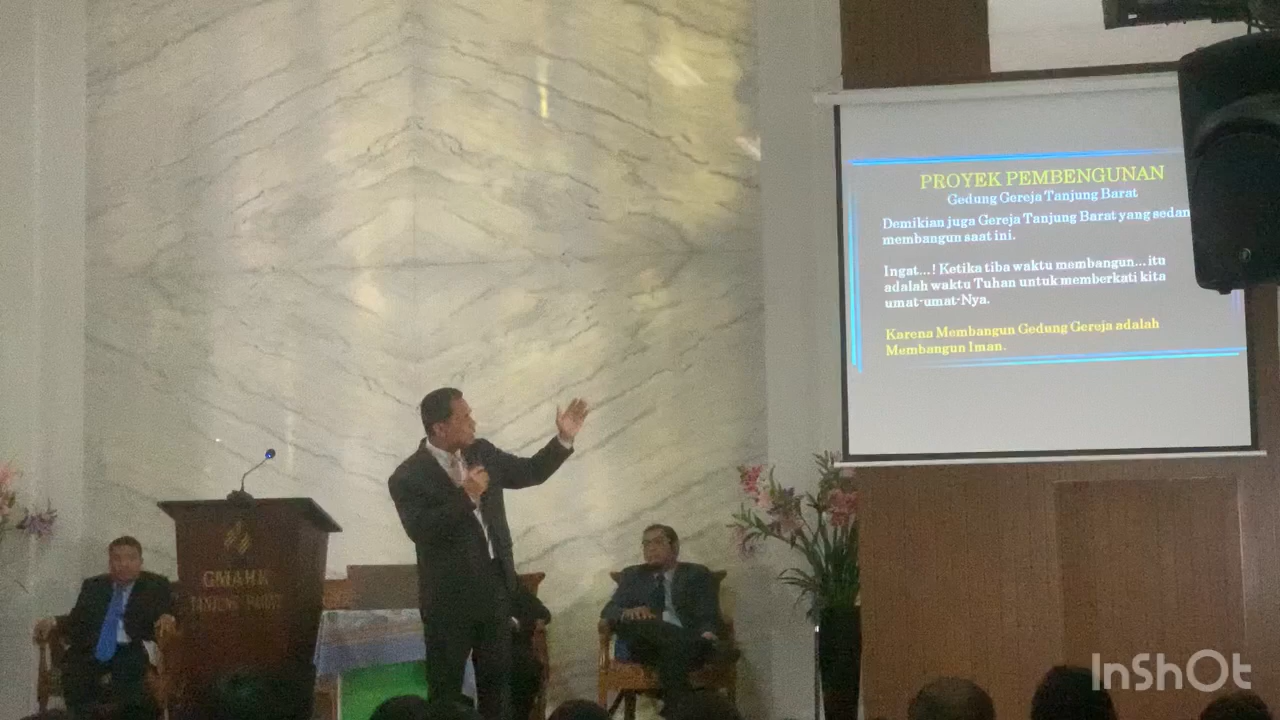 PROYEK PEMBENGUNAN
Gedung Gereja Tanjung Barat
Demikian juga Gereja Tanjung Barat yang sedan
membangun saat ini.
Ingat...! Ketika tiba waktu membangun... itu
adalah waktu Tuhan untuk memberkati kita
umat-umat-Nya.
Karena Membangun Gedung Gereja adalah
Membangun Iman.
GMAHK
TANJUNG
InShOt